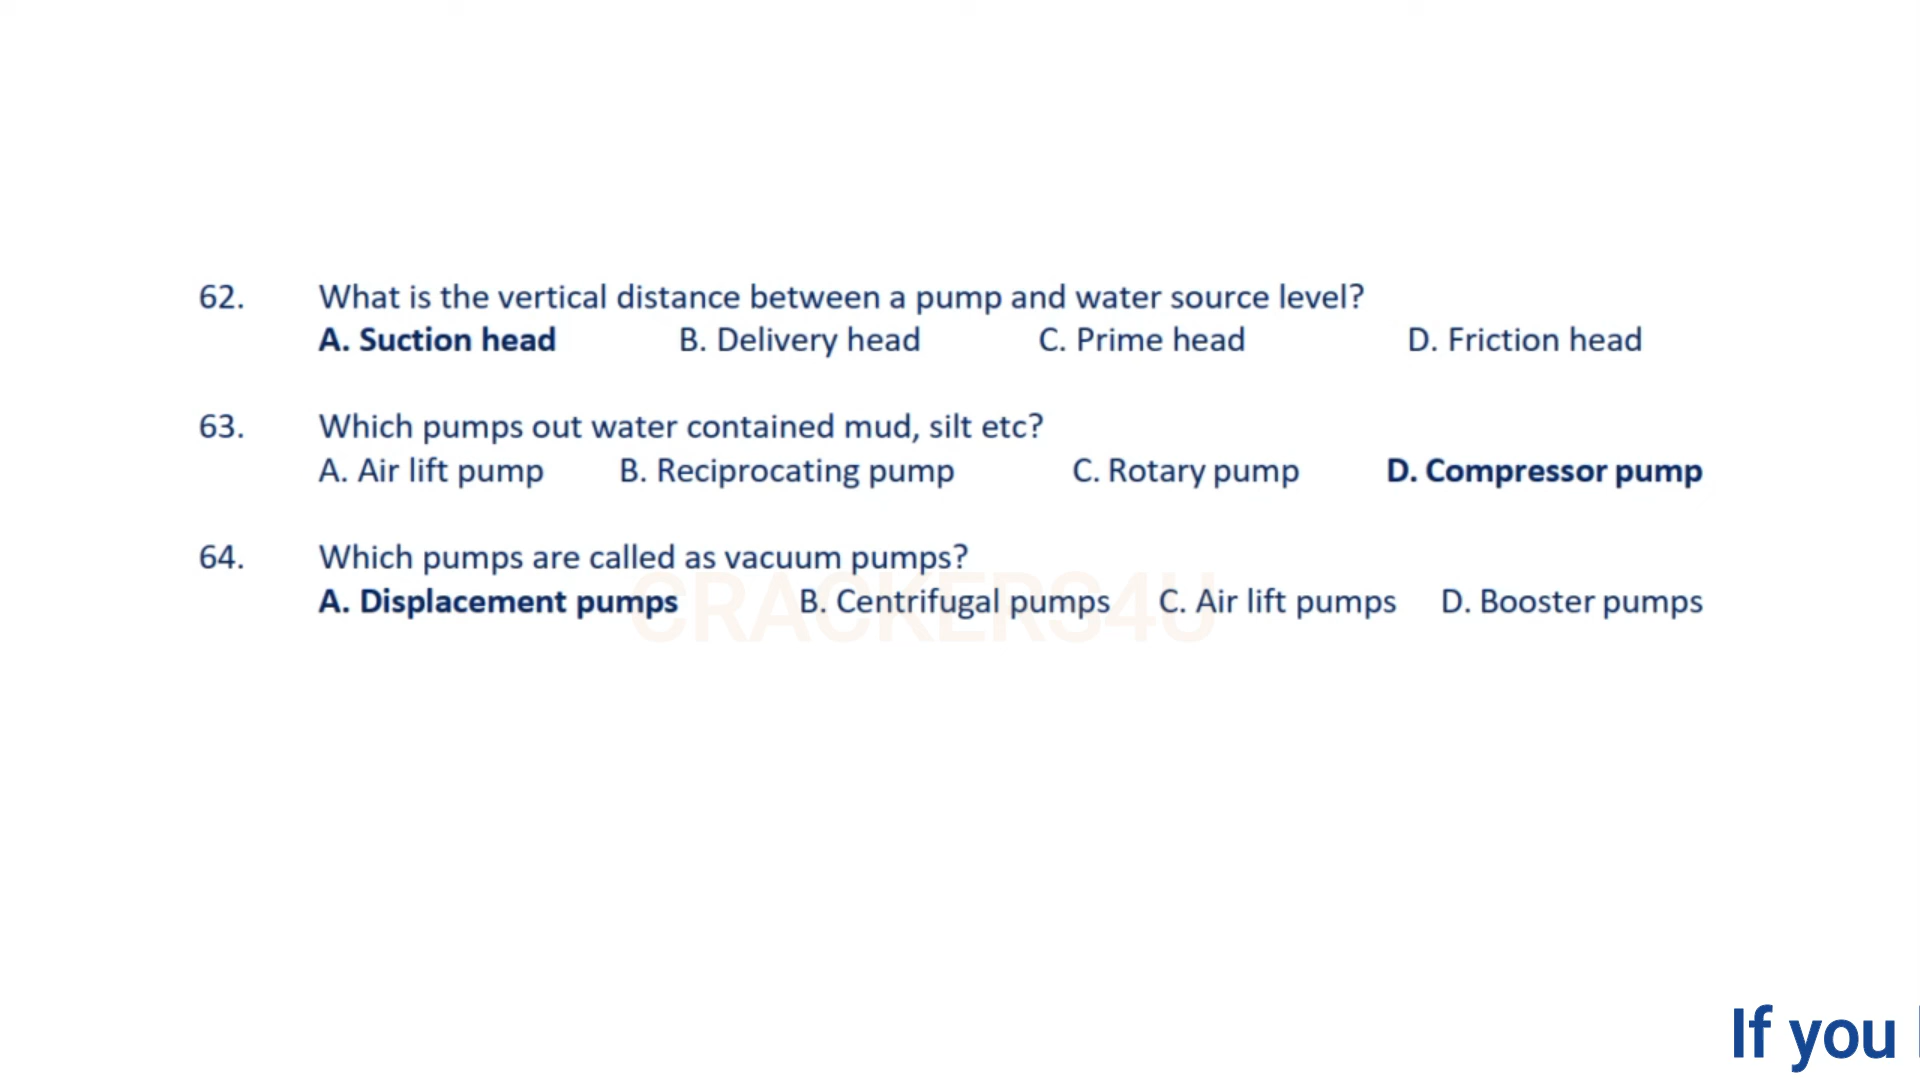 62. What is the vertical distance between a pump and water source level?
A. Suction head B. Delivery head C. Prime head D. Friction head
63. Which pumps out water contained mud, silt etc?
A. Air lift pump B. Reciprocating pump C. Rotary pump D. Compressor pump
64. Which pumps are called as vacuum pumps?
A. Displacement pumps B. Centrifugal pumps C. Air lift pumps D. Booster pumps
CRACKERS4U
If you